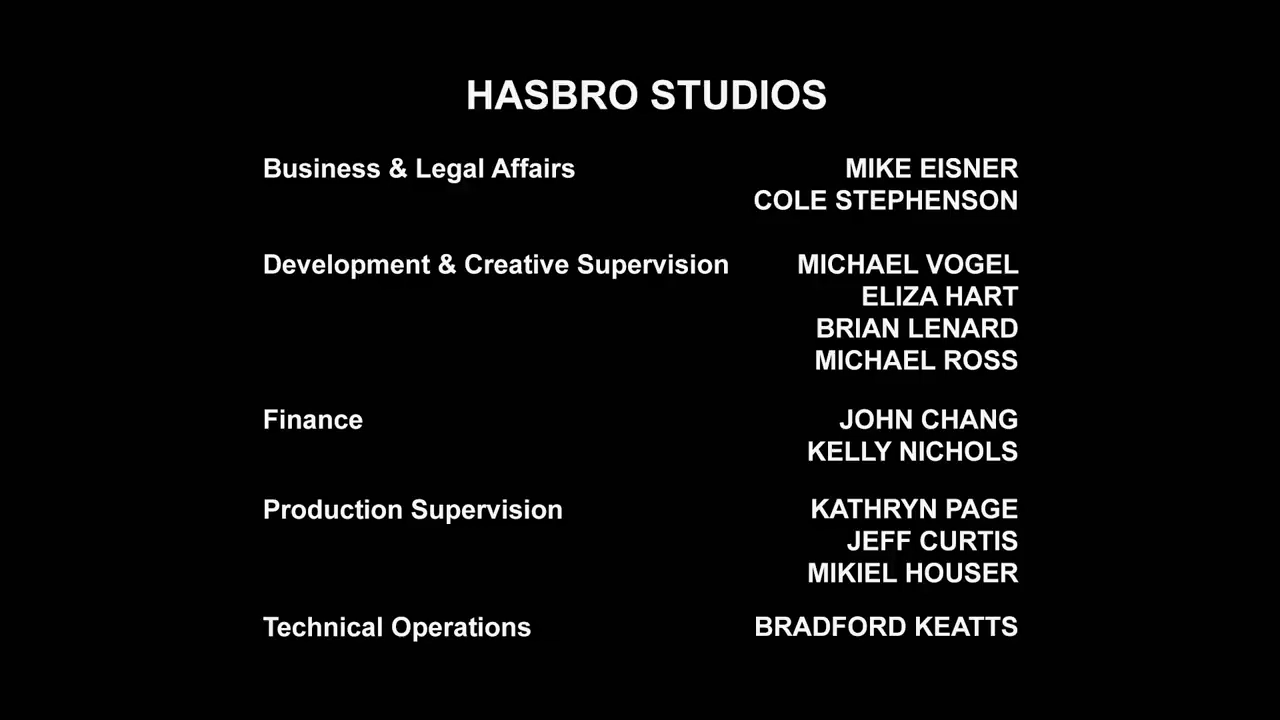 HASBRO STUDIOS
Business & Legal Affairs MIKE EISNER
COLE STEPHENSON
Development & Creative Supervision MICHAEL VOGEL
ELIZA HART
BRIAN LENARD
MICHAEL ROSS
Finance JOHN CHANG
KELLY NICHOLS
Production Supervision KATHRYN PAGE
JEFF CURTIS
MIKIEL HOUSER
Technical Operations BRADFORD KEATTS